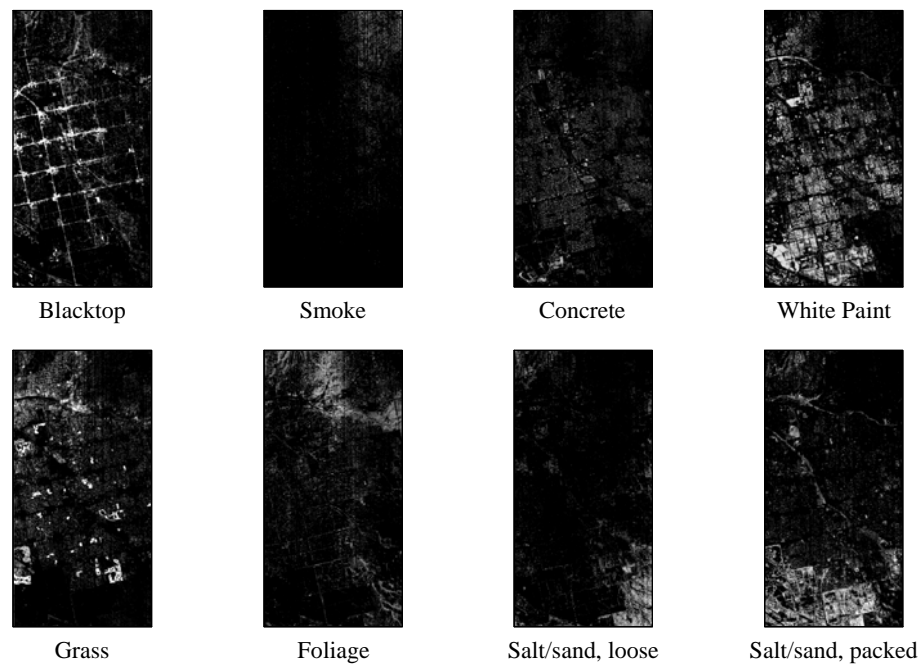 Blacktop
Smoke
Concrete
White Paint
Grass
Foliage
Salt/sand, loose
Salt/sand, packed